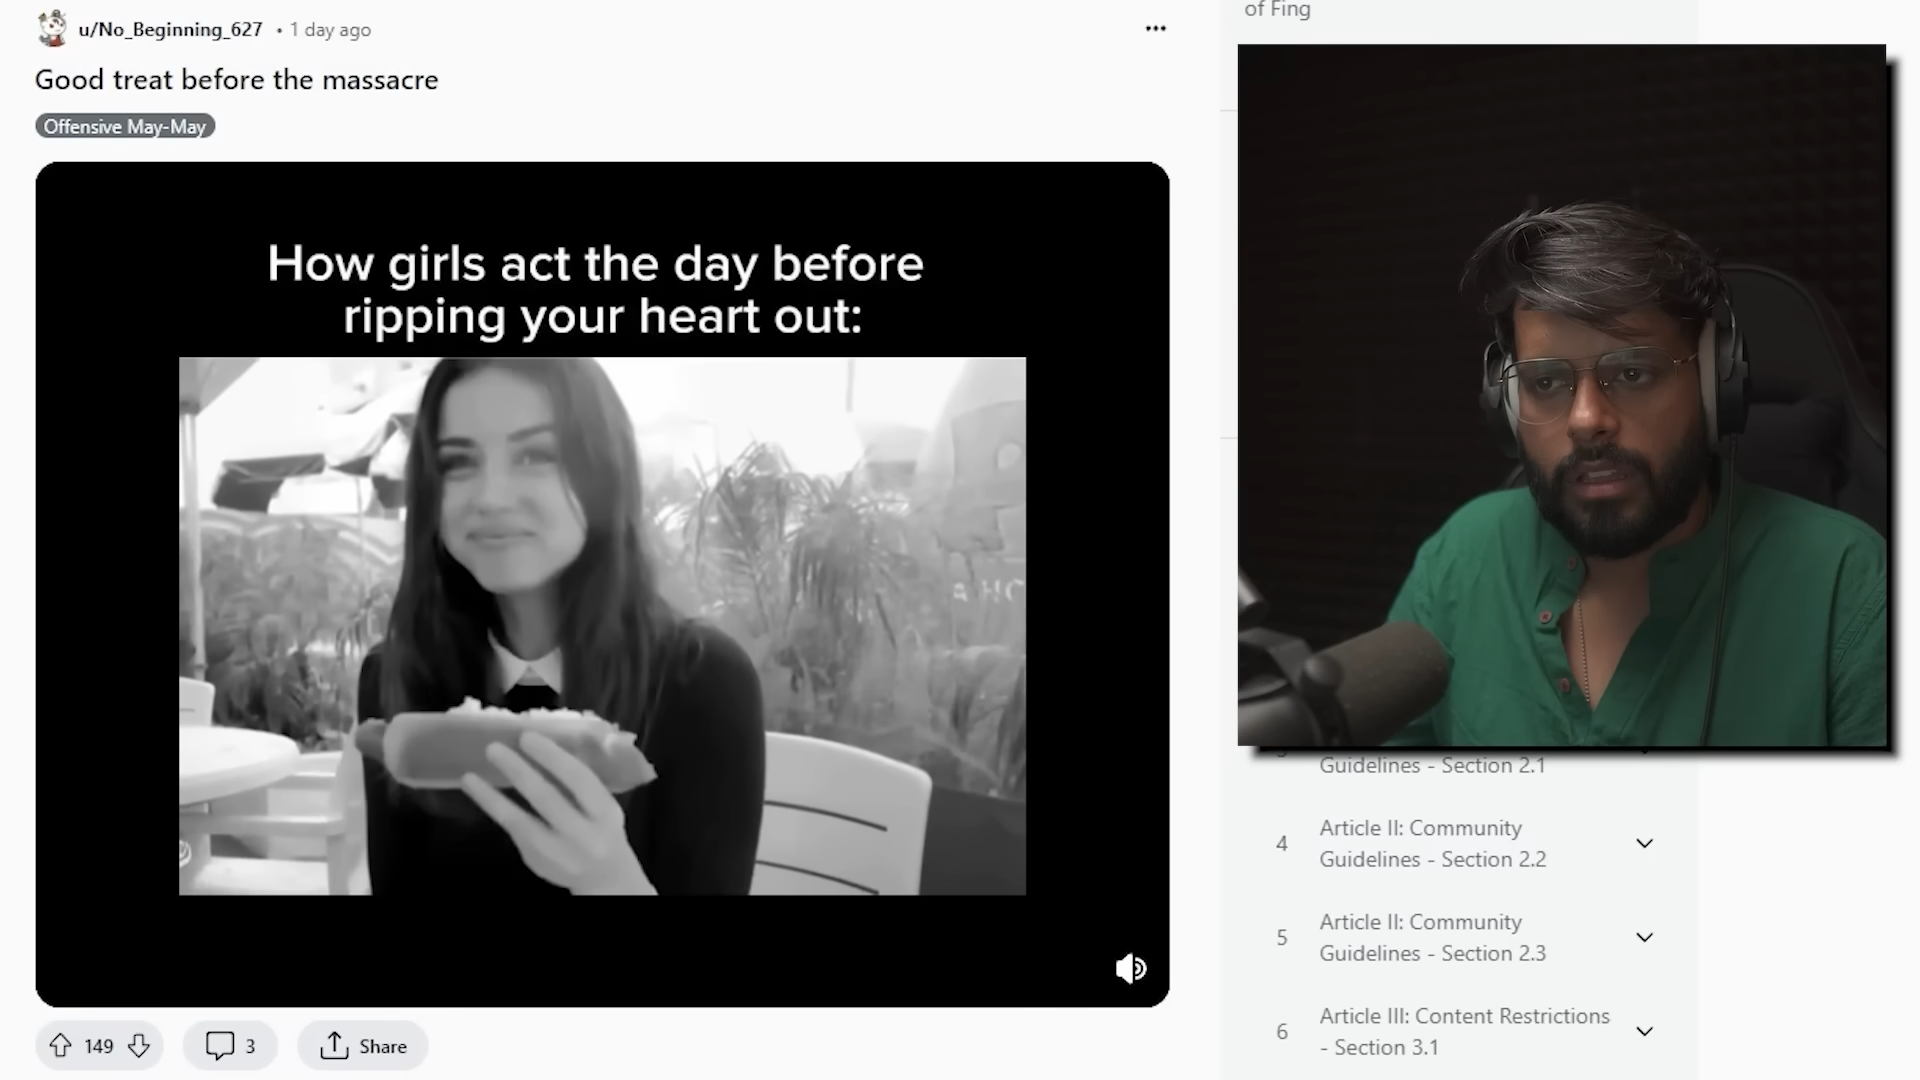 u/No_Beginning_627 • 1 day ago
Good treat before the massacre
Offensive May-May
How girls act the day before
ripping your heart out:
149
3
Share
of Fing
Guidelines - Section 2.1
4
Article II: Community
Guidelines - Section 2.2
5
Article II: Community
Guidelines - Section 2.3
6
Article III: Content Restrictions
- Section 3.1